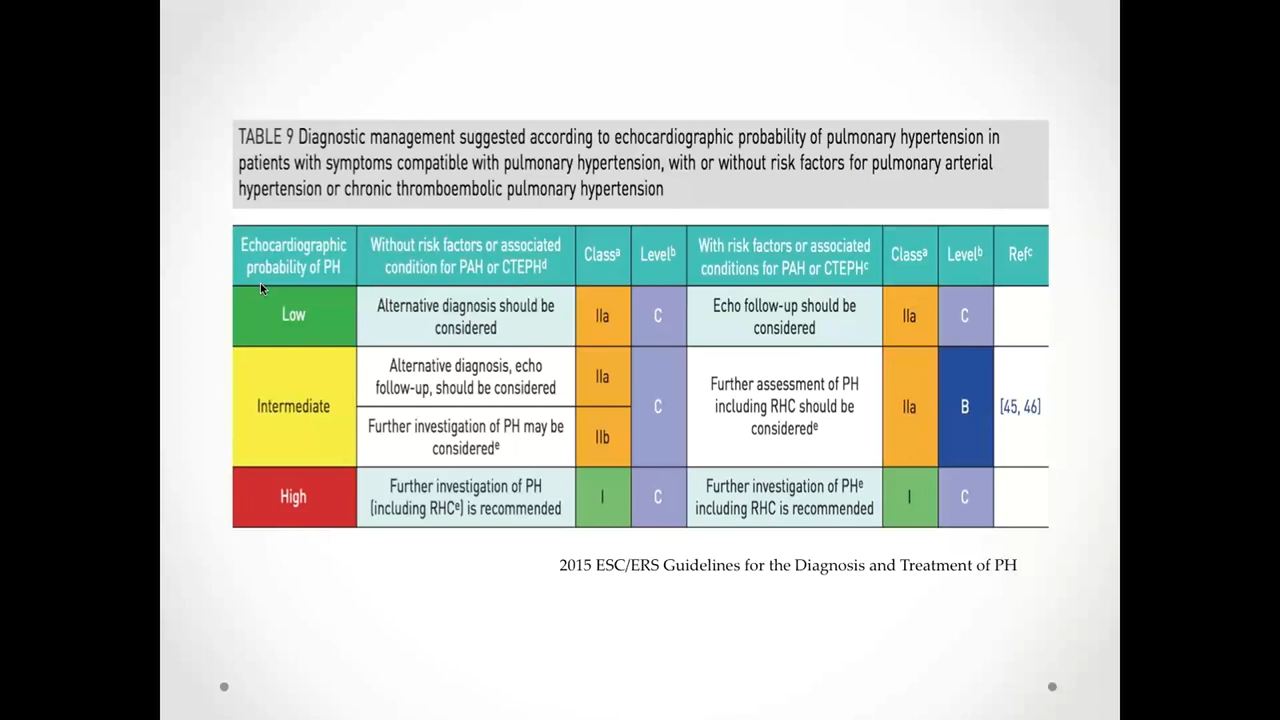 TABLE 9 Diagnostic management suggested according to echocardiographic probability of pulmonary hypertension in
patients with symptoms compatible with pulmonary hypertension, with or without risk factors for pulmonary arterial
hypertension or chronic thromboembolic pulmonary hypertension
Echocardiographic
probability of PH
Without risk factors or associated
condition for PAH or CTEPHd
Classa
Levelb
With risk factors or associated
conditions for PAH or CTEPHc
Classa
Levelb
Refc
Low
Alternative diagnosis should be
considered
IIa
C
Echo follow-up should be
considered
IIa
C
Intermediate
Alternative diagnosis, echo
follow-up, should be considered
IIa
Further investigation of PH may be
considerede
IIb
C
Further assessment of PH
including RHC should be
considerede
IIa
B
[45, 46]
High
Further investigation of PH
(including RHCe) is recommended
I
C
Further investigation of PHe
including RHC is recommended
I
C
2015 ESC/ERS Guidelines for the Diagnosis and Treatment of PH